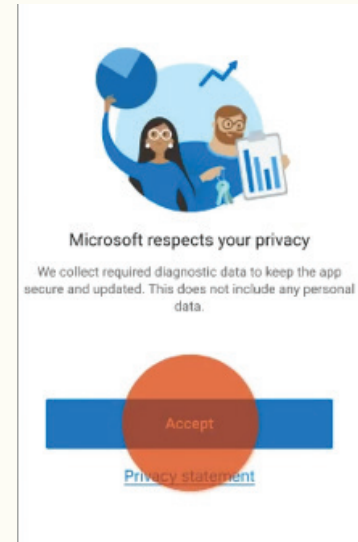 Microsoft respects your privacy
We collect required diagnostic data to keep the app
secure and updated. This does not include any personal
data.
Accept
Privacy statement